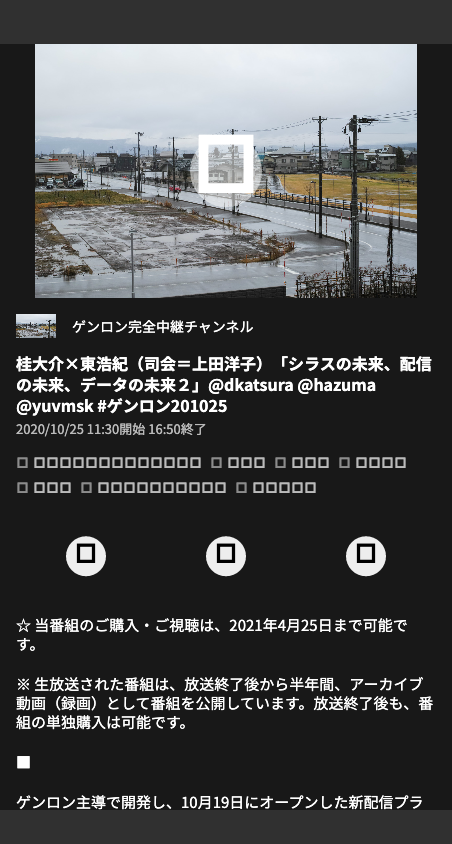 ゲンロン完全中継チャンネル
桂大介×東浩紀（司会＝上田洋子）「シラスの未来、配信
の未来、データの未来２」@dkatsura @hazuma
@yuvmsk #ゲンロン201025
2020/10/25 11:30開始 16:50終了
☆ 当番組のご購入・ご視聴は、2021年4月25日まで可能で
す。
※ 生放送された番組は、放送終了後から半年間、アーカイブ
動画（録画）として番組を公開しています。放送終了後も、番
組の単独購入は可能です。
■
ゲンロン主導で開発し、10月19日にオープンした新配信プラ